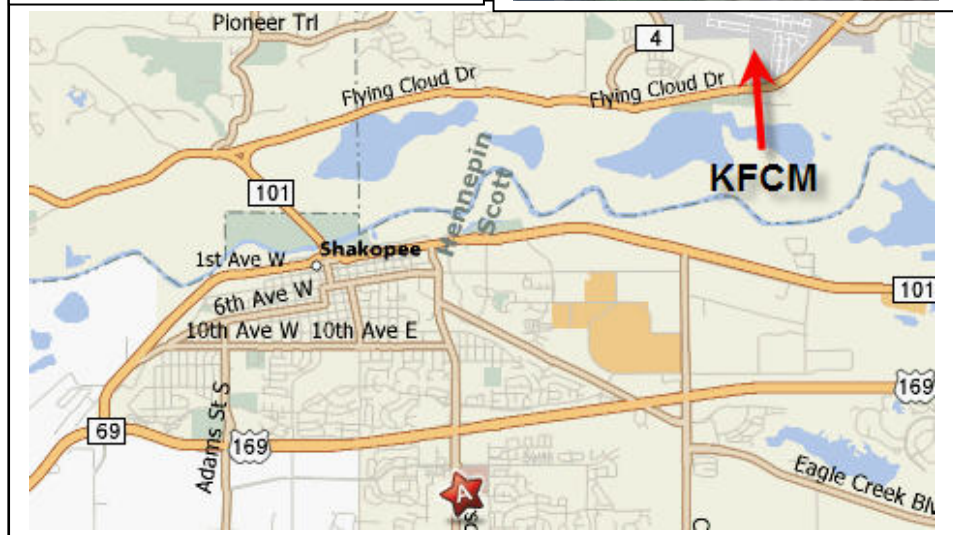 Pioneer Trl
4
Flying Cloud Dr
Flying Cloud Dr
KFCM
101
Hennepin
Scott
Shakopee
1st Ave W
6th Ave W
101
10th Ave W
10th Ave E
169
69
169
Adams St S
A
Eagle Creek